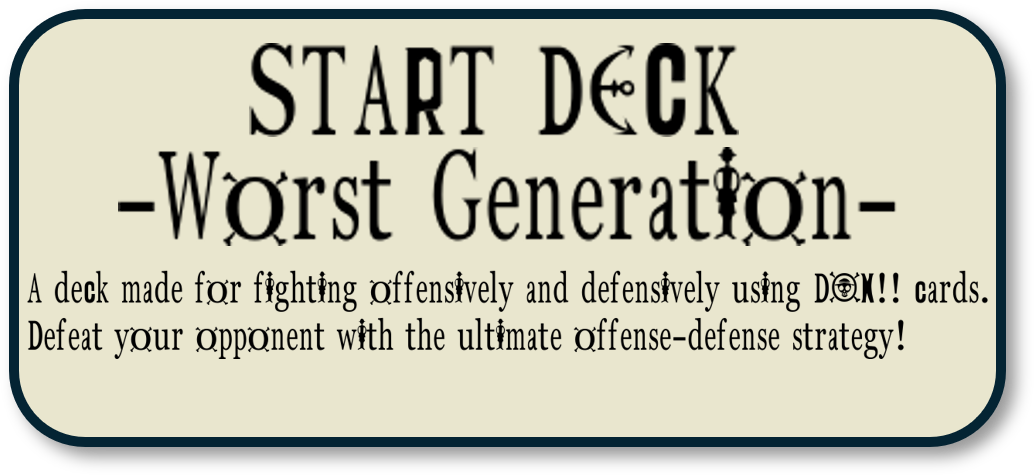 START DECK
-Worst Generation-
A deck made for fighting offensively and defensively using DON!! cards.
Defeat your opponent with the ultimate offense-defense strategy!